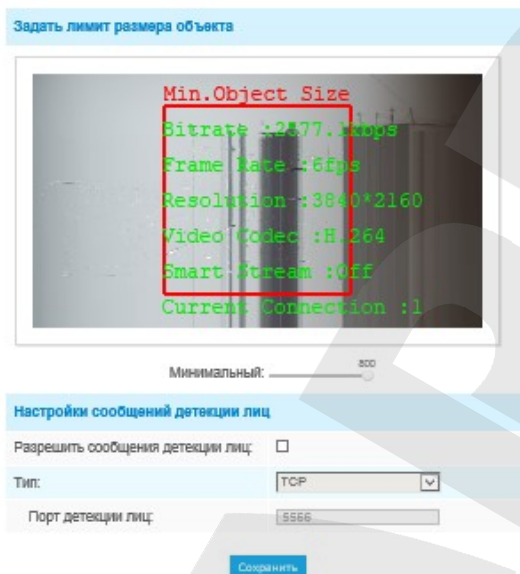 Задать лимит размера объекта
Min.Object Size
Bitrate :2577.1kbps
Frame Rate :6fps
Resolution :3840*2160
Video Codec :H.264
Smart Stream :Off
Current Connection :1
Минимальный: 800
Настройки сообщений детекции лиц
Разрешить сообщения детекции лиц:
Тип: TCP
Порт детекции лиц: 5566
Сохранить